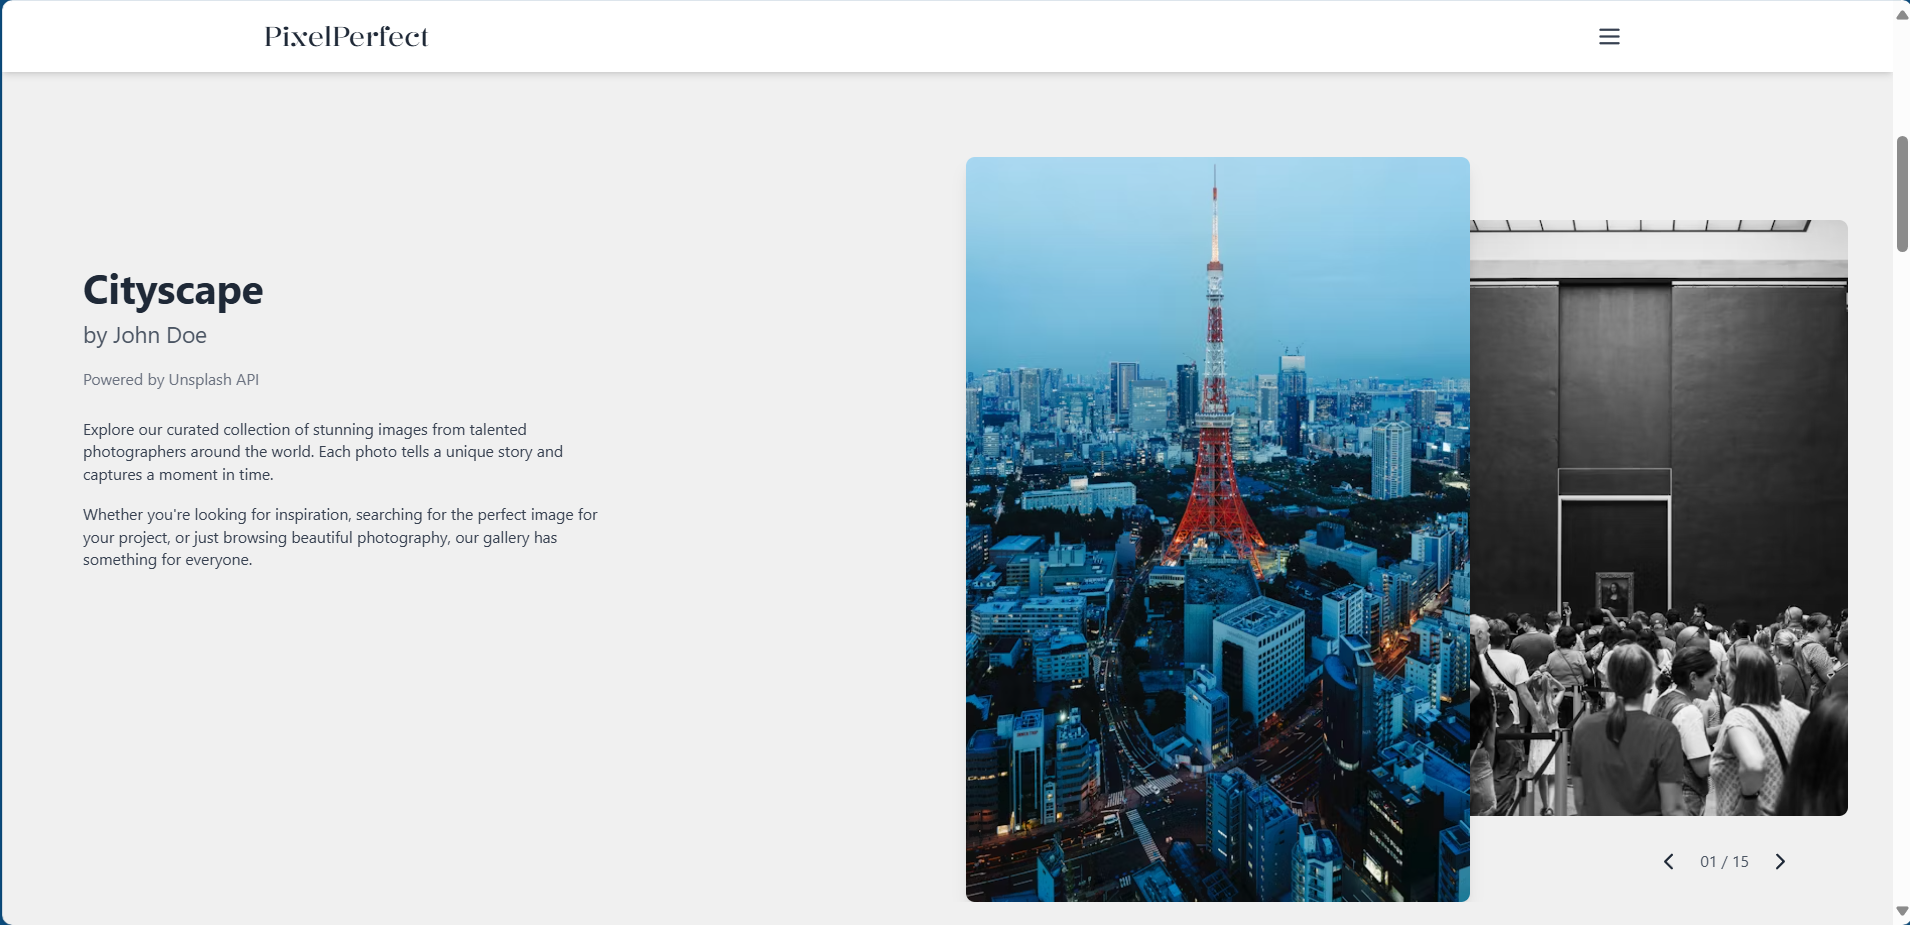 PixelPerfect
Cityscape
by John Doe
Powered by Unsplash API
Explore our curated collection of stunning images from talented
photographers around the world. Each photo tells a unique story and
captures a moment in time.
Whether you're looking for inspiration, searching for the perfect image for
your project, or just browsing beautiful photography, our gallery has
something for everyone.
01 / 15